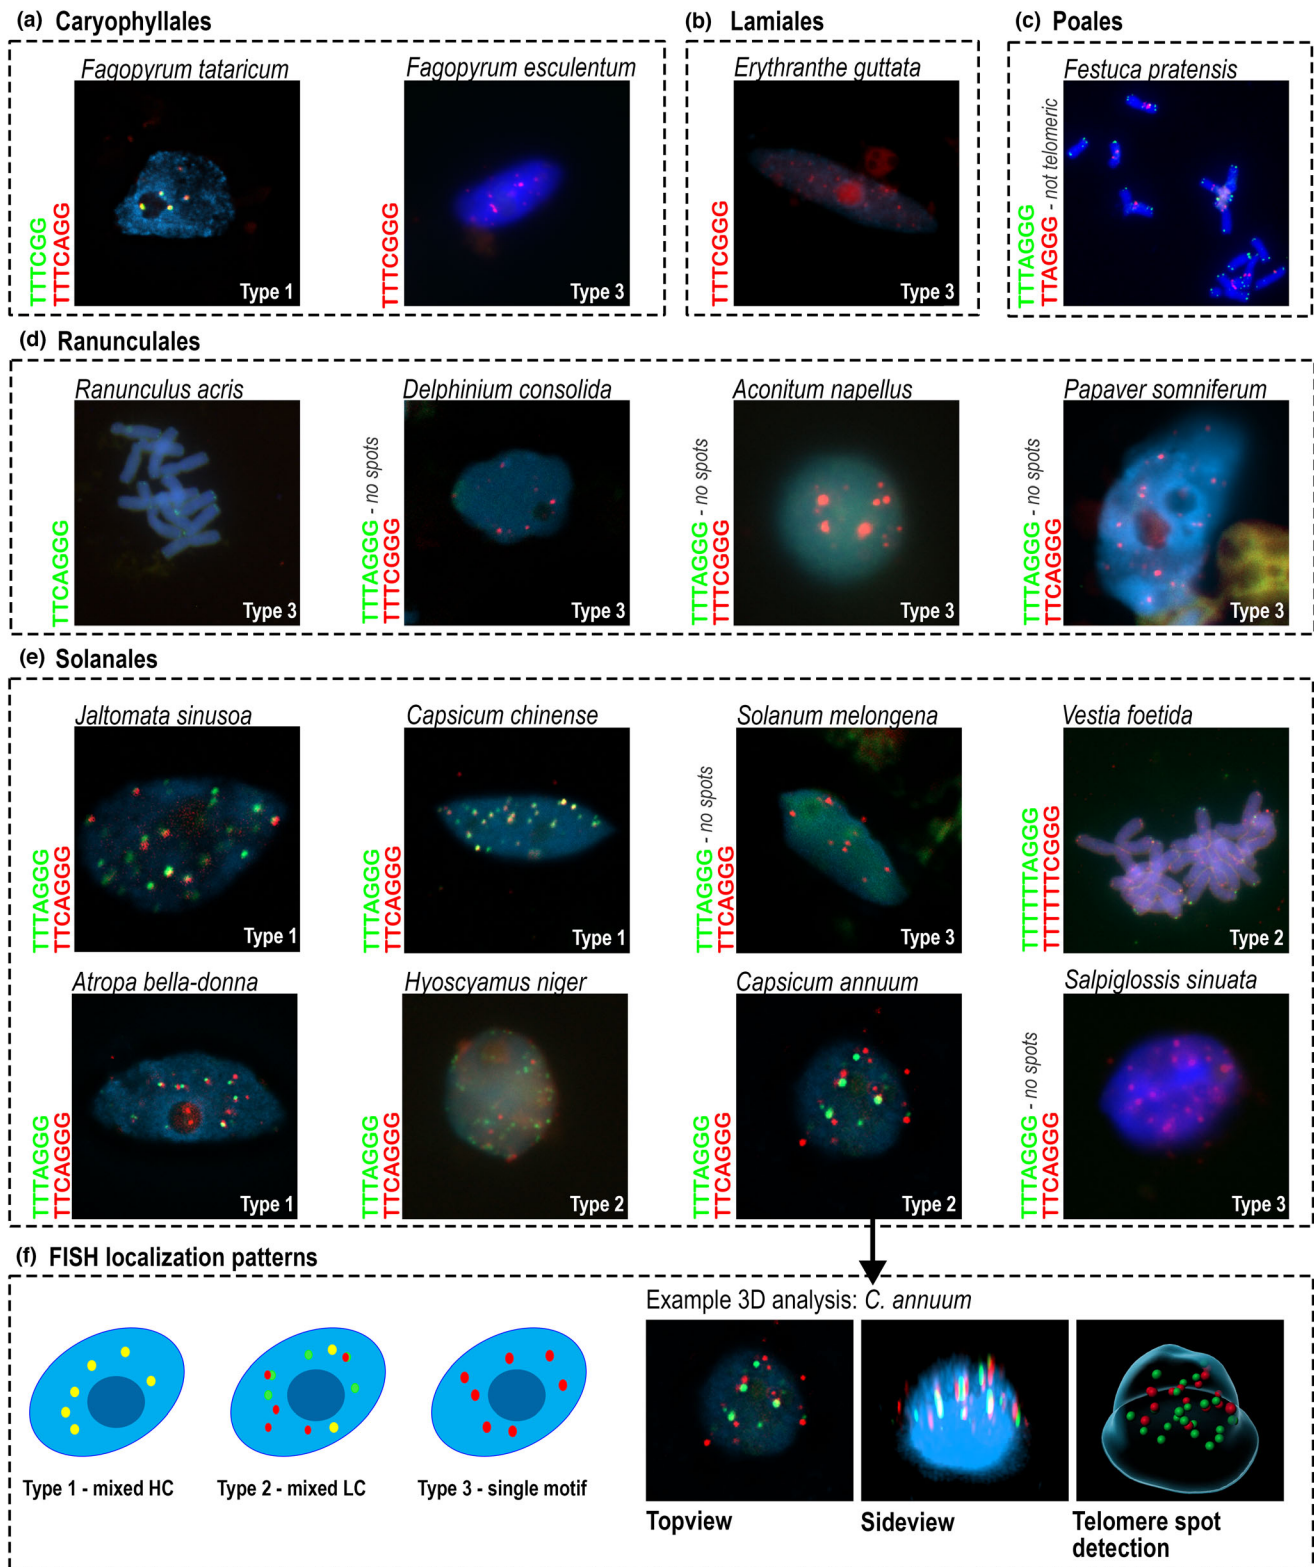 (a) Caryophyllales
(b) Lamiales
(c) Poales
Fagopyrum tataricum
TTTCGG
TTTCAGG
Type 1
Fagopyrum esculentum
TTTCGGG
Type 3
Erythranthe guttata
TTTCGGG
Type 3
Festuca pratensis
TTTAGGG
TTAGGG - not telomeric
(d) Ranunculales
Ranunculus acris
TTCAGGG
Type 3
Delphinium consolida
TTTAGGG - no spots
TTTCGGG
Type 3
Aconitum napellus
TTTAGGG - no spots
TTTCGGG
Type 3
Papaver somniferum
TTTAGGG - no spots
TTCAGGG
Type 3
(e) Solanales
Jaltomata sinusoa
TTTAGGG
TTCAGGG
Type 1
Capsicum chinense
TTTAGGG
TTCAGGG
Type 1
Solanum melongena
TTTAGGG - no spots
TTCAGGG
Type 3
Vestia foetida
TTTTTTAGGG
TTTTTTCGGG
Type 2
Atropa bella-donna
TTTAGGG
TTCAGGG
Type 1
Hyoscyamus niger
TTTAGGG
TTCAGGG
Type 2
Capsicum annuum
TTTAGGG
TTCAGGG
Type 2
Salpiglossis sinuata
TTTAGGG - no spots
TTCAGGG
Type 3
(f) FISH localization patterns
Type 1 - mixed HC
Type 2 - mixed LC
Type 3 - single motif
Example 3D analysis: C. annuum
Topview
Sideview
Telomere spot
detection